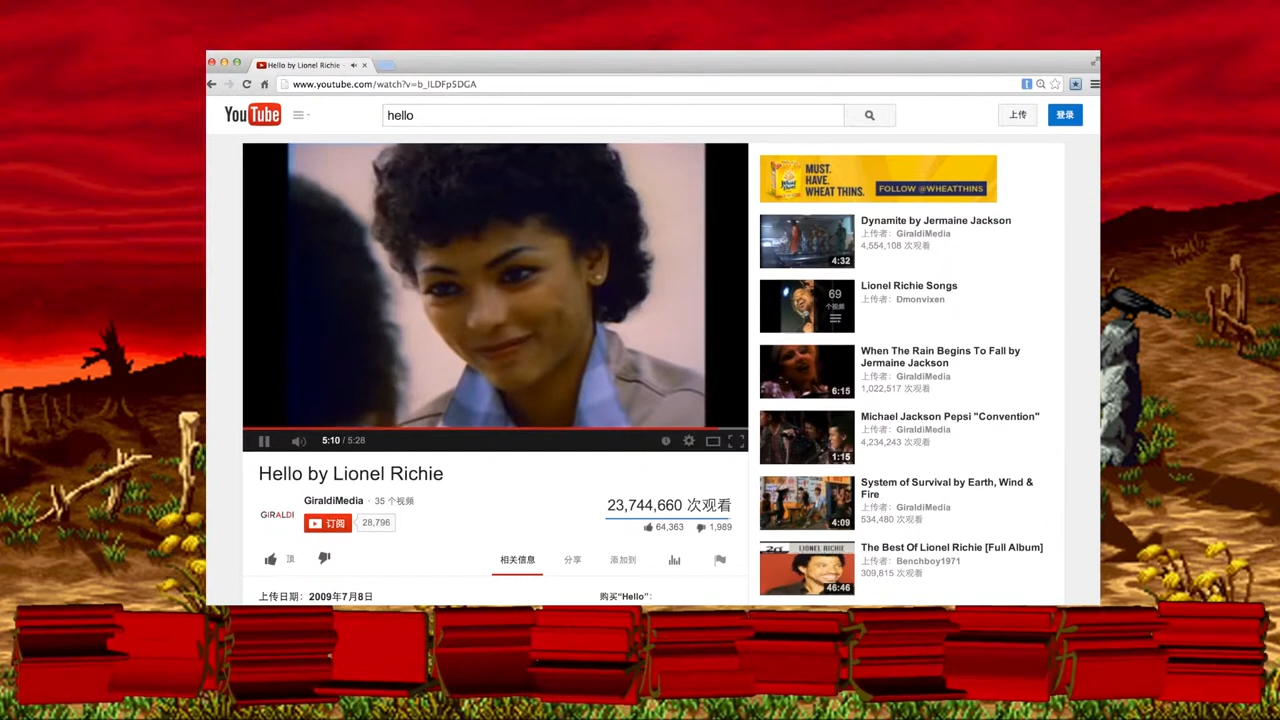 Hello by Lionel Richie -
www.youtube.com/watch?v=b_ILDFp5DGA
YouTube
hello
上传
登录
MUST.
HAVE.
WHEAT THINS.
FOLLOW @WHEATTHINS
Dynamite by Jermaine Jackson
上传者： GiraldiMedia
4,554,108 次观看
4:32
Lionel Richie Songs
上传者： Dmonvixen
69
个视频
When The Rain Begins To Fall by
Jermaine Jackson
上传者： GiraldiMedia
1,022,517 次观看
6:15
Michael Jackson Pepsi "Convention"
上传者： GiraldiMedia
4,234,243 次观看
1:15
System of Survival by Earth, Wind &
Fire
上传者： GiraldiMedia
534,480 次观看
4:09
The Best Of Lionel Richie [Full Album]
上传者： Benchboy1971
309,815 次观看
LIONEL RICHIE
46:46
5:10 / 5:28
Hello by Lionel Richie
GiraldiMedia · 35 个视频
GIRALDI
订阅
28,796
23,744,660 次观看
64,363
1,989
顶
相关信息
分享
添加到
上传日期： 2009年7月8日
购买“Hello”：